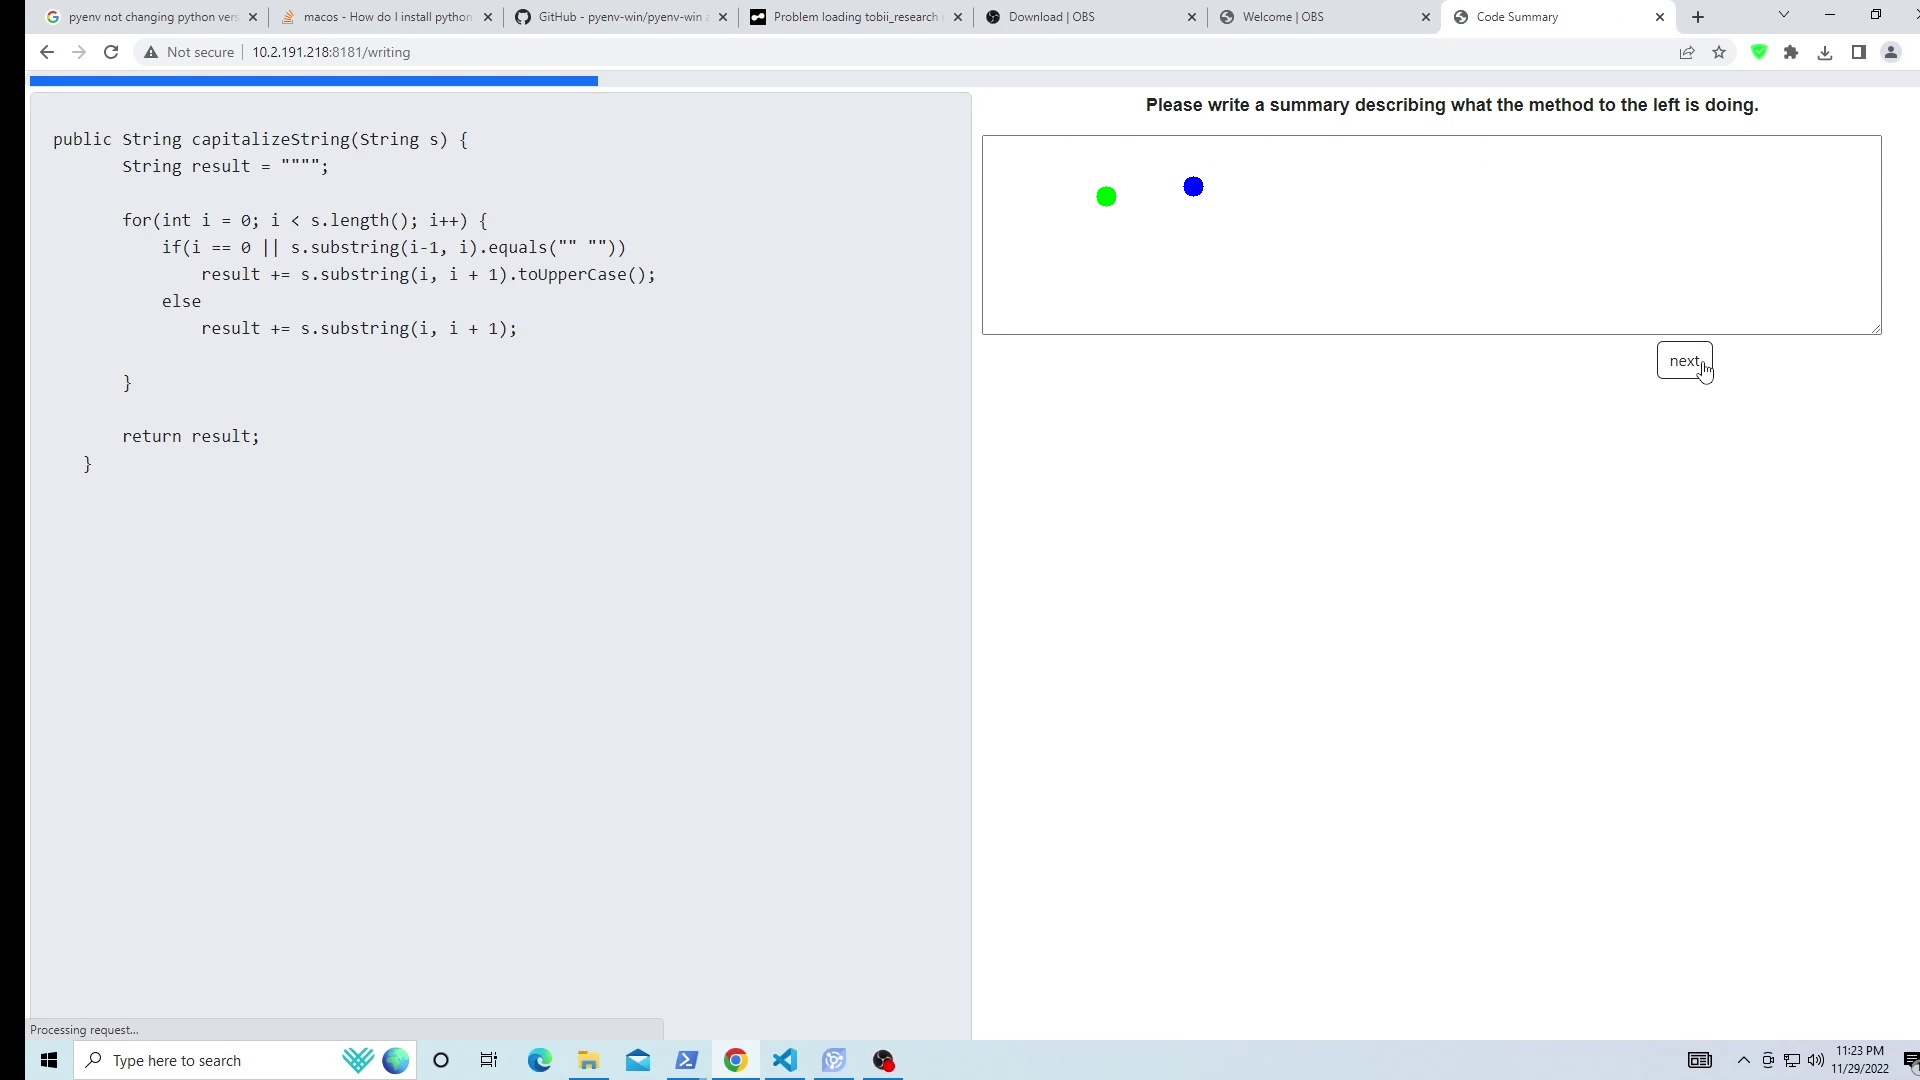 pyenv not changing python vers
macos - How do I install python
GitHub - pyenv-win/pyenv-win a
Problem loading tobii_research
Download | OBS
Welcome | OBS
Code Summary
Not secure
10.2.191.218:8181/writing
Please write a summary describing what the method to the left is doing.
public String capitalizeString(String s) {
String result = """";
for(int i = 0; i < s.length(); i++) {
if(i == 0 || s.substring(i-1, i).equals("" ""))
result += s.substring(i, i + 1).toUpperCase();
else
result += s.substring(i, i + 1);
}
return result;
}
next
Processing request...
Type here to search
11:23 PM
11/29/2022